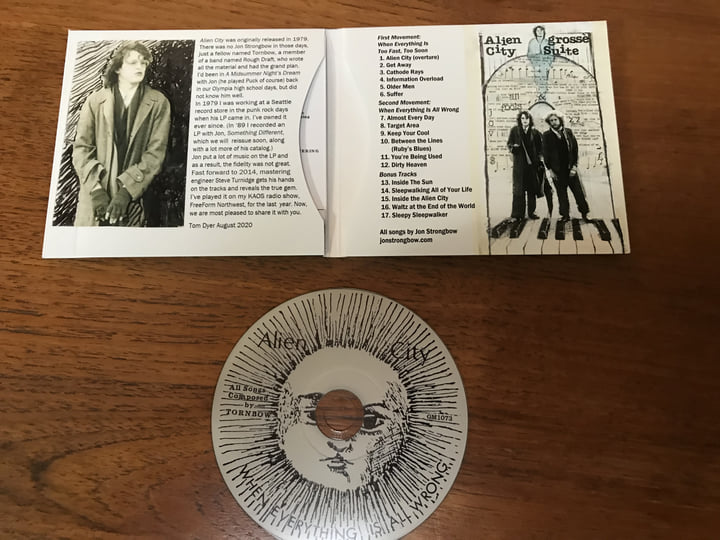 Alien City was originally released in 1979.
There was no Jon Strongbow in those days,
just a fellow named Tornbow, a member
of a band named Rough Draft, who wrote
all the material and had the grand plan.
I'd been in A Midsummer Night's Dream
with Jon (he played Puck of course) back
in our Olympia high school days, but did
not know him well.
In 1979 I was working at a Seattle
record store in the punk rock days
when his LP came in. I've owned it
ever since. (In '89 I recorded an
LP with Jon, Something Different,
which we will reissue soon, along
with a lot more of his catalog.)
Jon put a lot of music on the LP and
as a result, the fidelity was not great.
Fast forward to 2014, mastering
engineer Steve Turnidge gets his hands
on the tracks and reveals the true gem.
I've played it on my KAOS radio show,
FreeForm Northwest, for the last year. Now,
we are most pleased to share it with you.
Tom Dyer August 2020
First Movement:
When Everything Is
Too Fast, Too Soon
1. Alien City (overture)
2. Get Away
3. Cathode Rays
4. Information Overload
5. Older Men
6. Suffer
Second Movement:
When Everything Is All Wrong
7. Almost Every Day
8. Target Area
9. Keep Your Cool
10. Between the Lines
(Ruby's Blues)
11. You're Being Used
12. Dirty Heaven
Bonus Tracks
13. Inside The Sun
14. Sleepwalking All of Your Life
15. Inside the Alien City
16. Waltz at the End of the World
17. Sleepy Sleepwalker
All songs by Jon Strongbow
jonstrongbow.com
Alien grosse
City Suite
Alien City
All Songs
Composed
by
TORNBOW
GM1073
WHEN EVERYTHING IS ALL WRONG